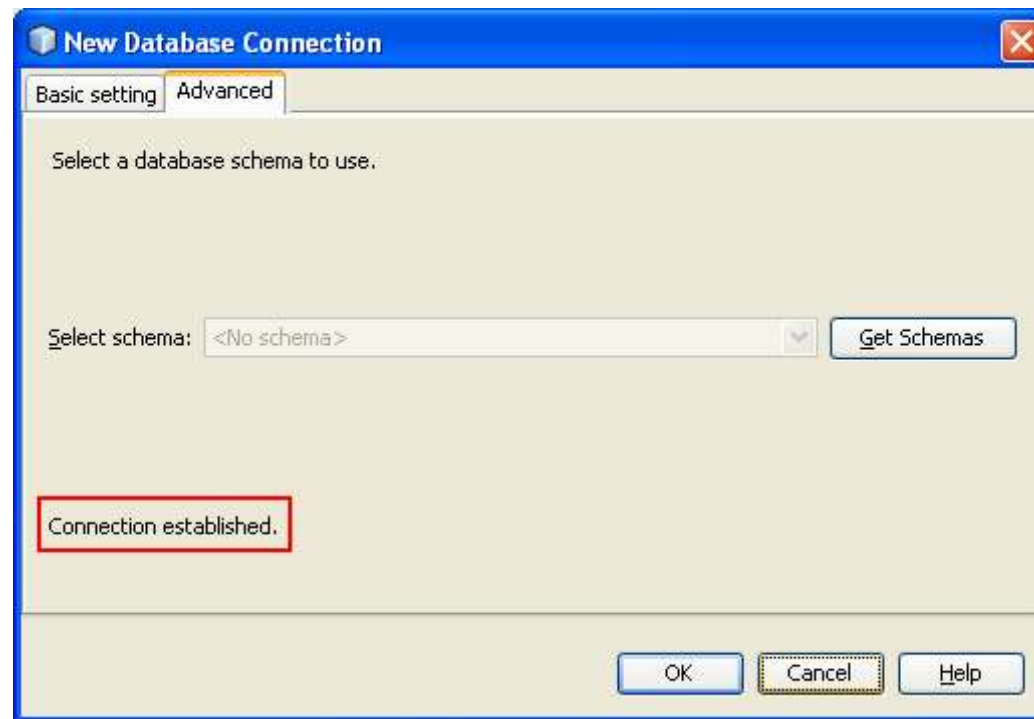 New Database Connection
Basic setting Advanced
Select a database schema to use.
Select schema: <No schema> Get Schemas
Connection established.
OK Cancel Help